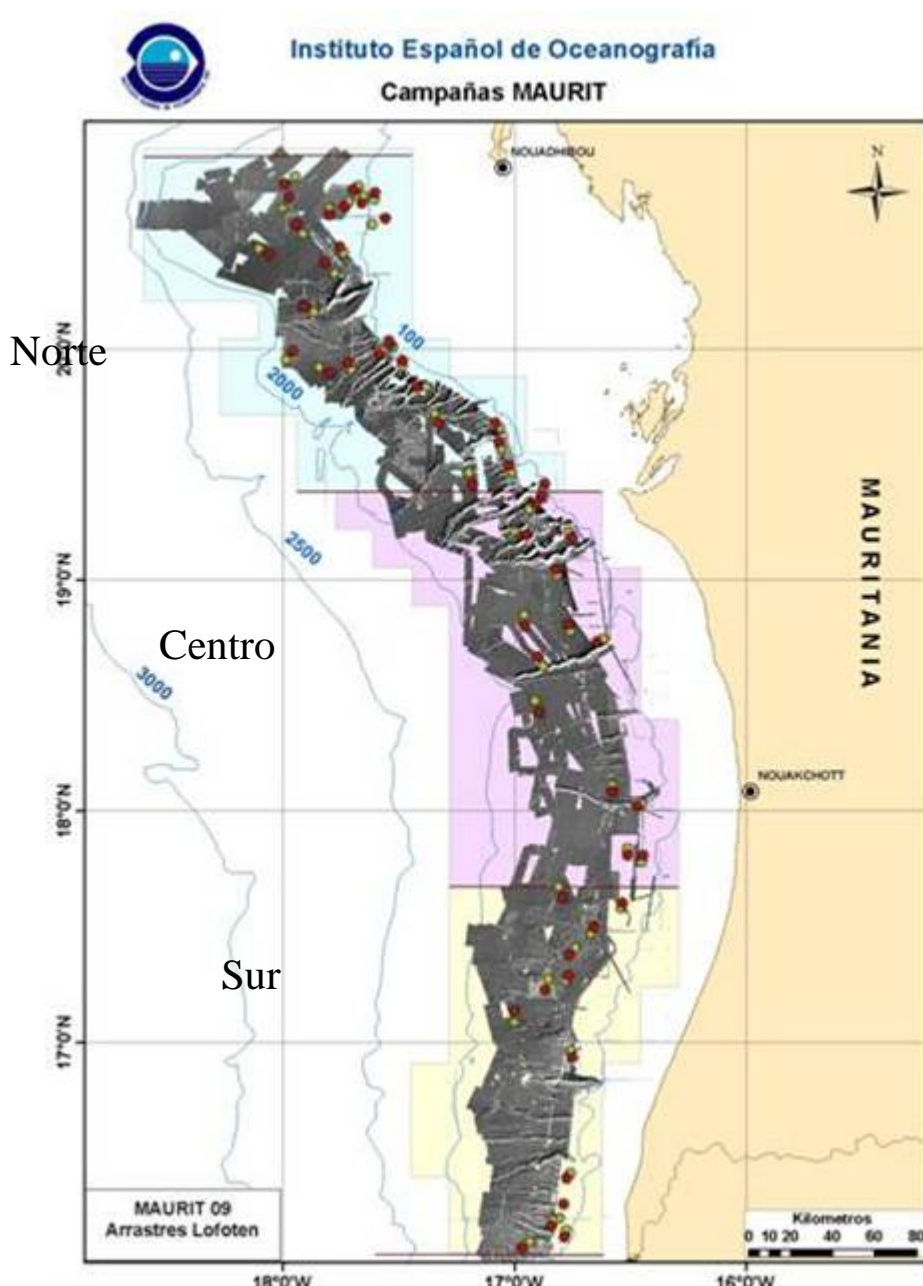 Instituto Español de Oceanografía
Campañas MAURIT
NOUADHIBOU
N
100
Norte
2000
MAURITANIA
2500
19°0'N
Centro
3000
NOUAKCHOTT
18°0'N
Sur
17°0'N
MAURIT 09
Arrastres Lofoten
Kilometros
0 10 20 40 60 80
18°0'W
17°0'W
16°0'W